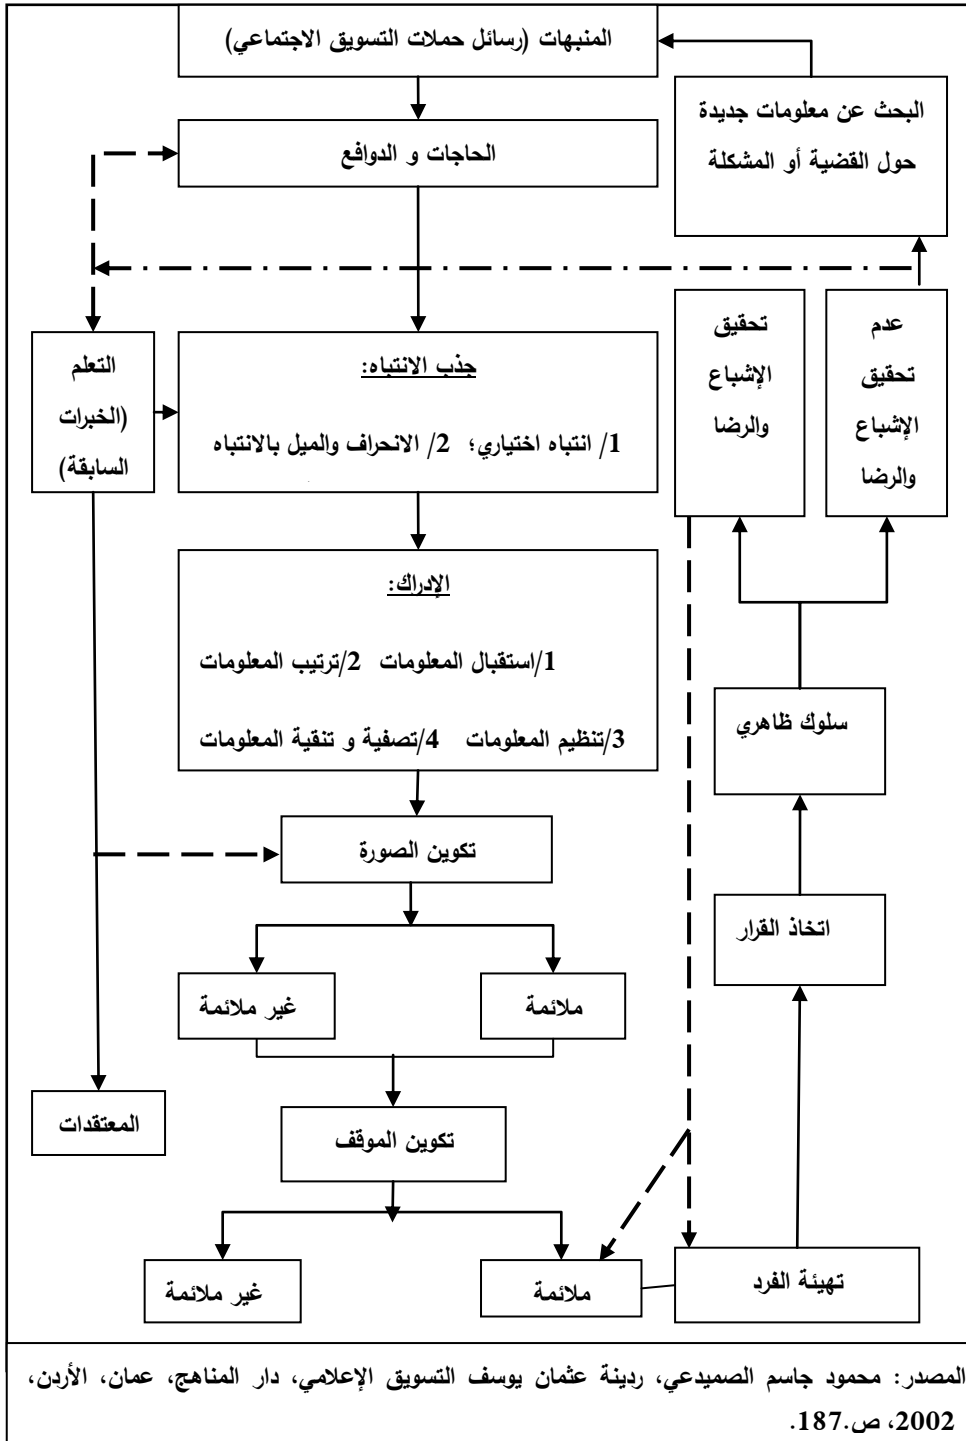 المنبهات (رسائل حملات التسويق الاجتماعي)
البحث عن معلومات جديدة
حول القضية أو المشكلة
الحاجات و الدوافع
التعلم
(الخبرات
السابقة)
جذب الانتباه:
1/ انتباه اختياري؛ 2/ الانحراف والميل بالانتباه
تحقيق
الإشباع
والرضا
عدم
تحقيق
الإشباع
والرضا
الإدراك:
1/استقبال المعلومات 2/ترتيب المعلومات
3/تنظيم المعلومات 4/تصفية و تنقية المعلومات
سلوك ظاهري
تكوين الصورة
اتخاذ القرار
ملائمة
غير ملائمة
المعتقدات
تكوين الموقف
تهيئة الفرد
ملائمة
غير ملائمة
المصدر: محمود جاسم الصميدعي، ردينة عثمان يوسف التسويق الإعلامي، دار المناهج، عمان، الأردن،
2002، ص.187.